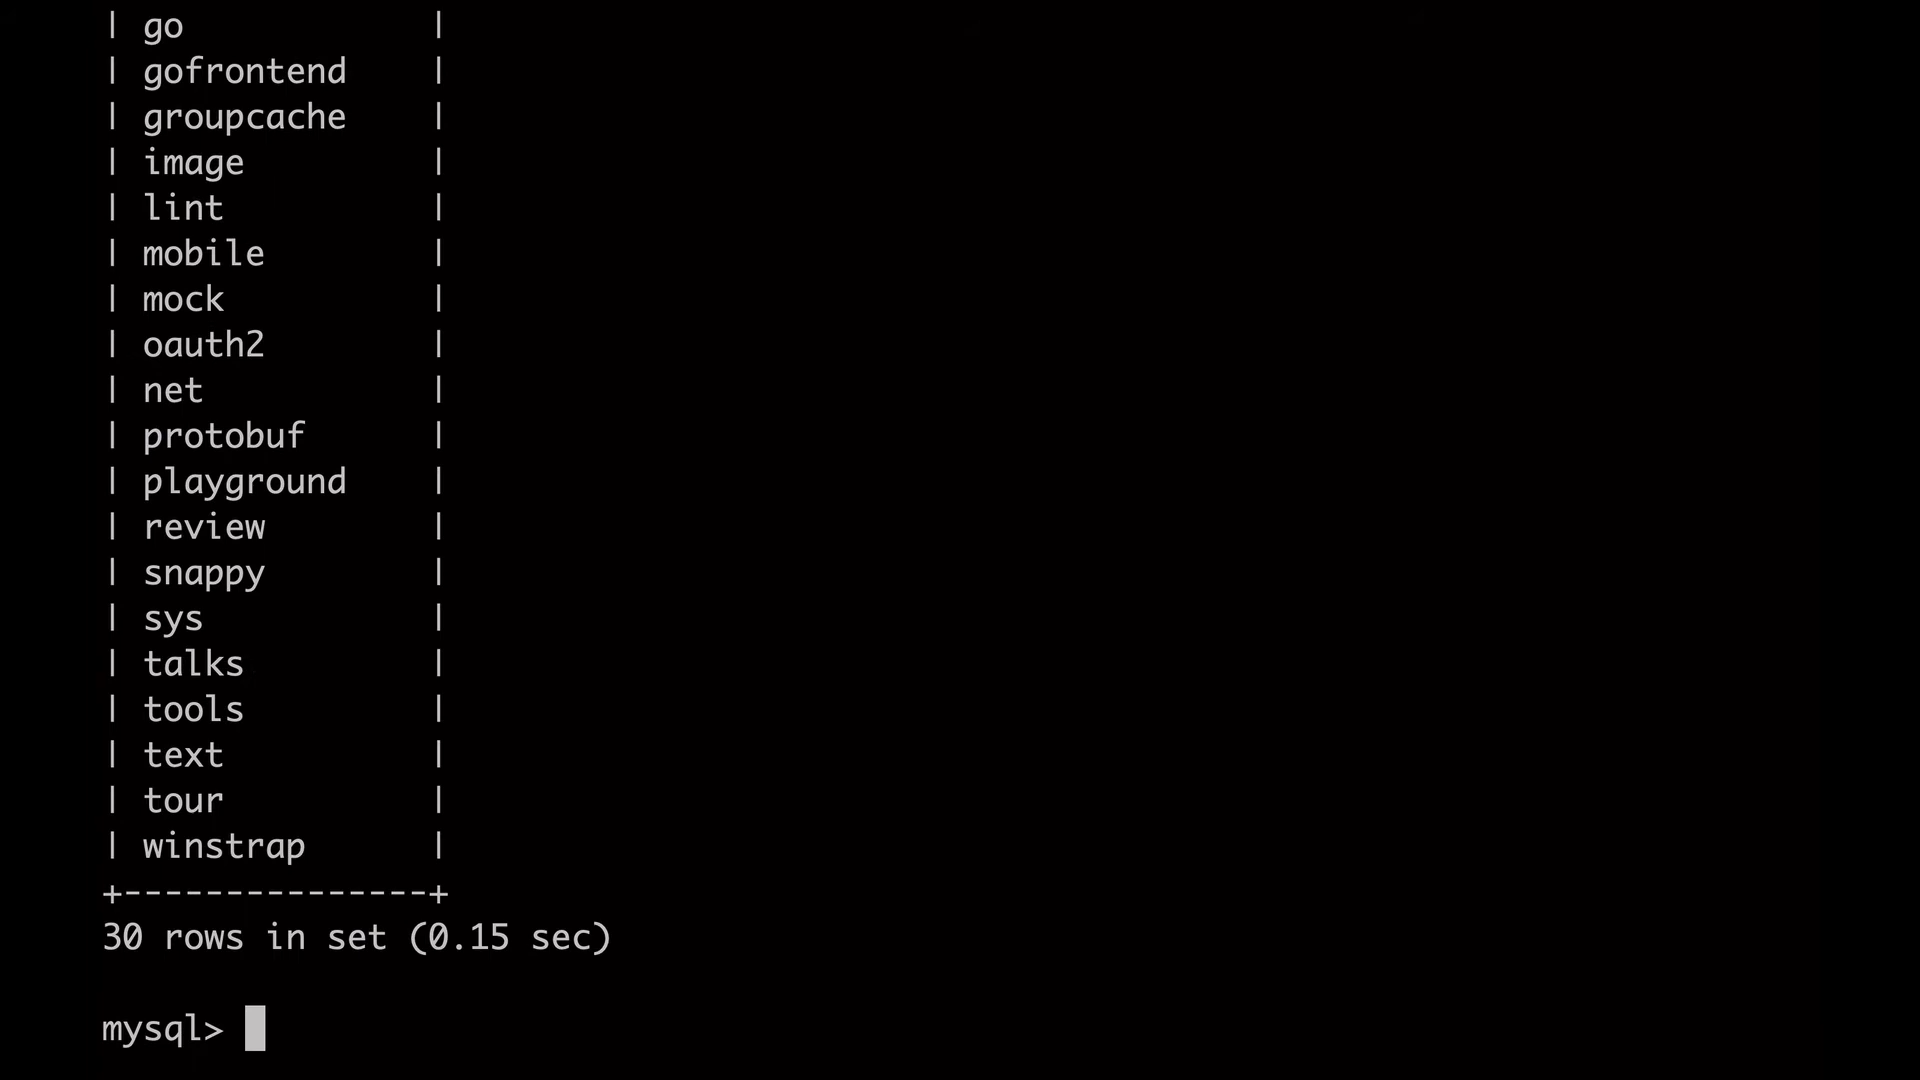 | go             |
| gofrontend     |
| groupcache     |
| image          |
| lint           |
| mobile         |
| mock           |
| oauth2         |
| net            |
| protobuf       |
| playground     |
| review         |
| snappy         |
| sys            |
| talks          |
| tools          |
| text           |
| tour           |
| winstrap       |
+---------------+
30 rows in set (0.15 sec)
mysql>